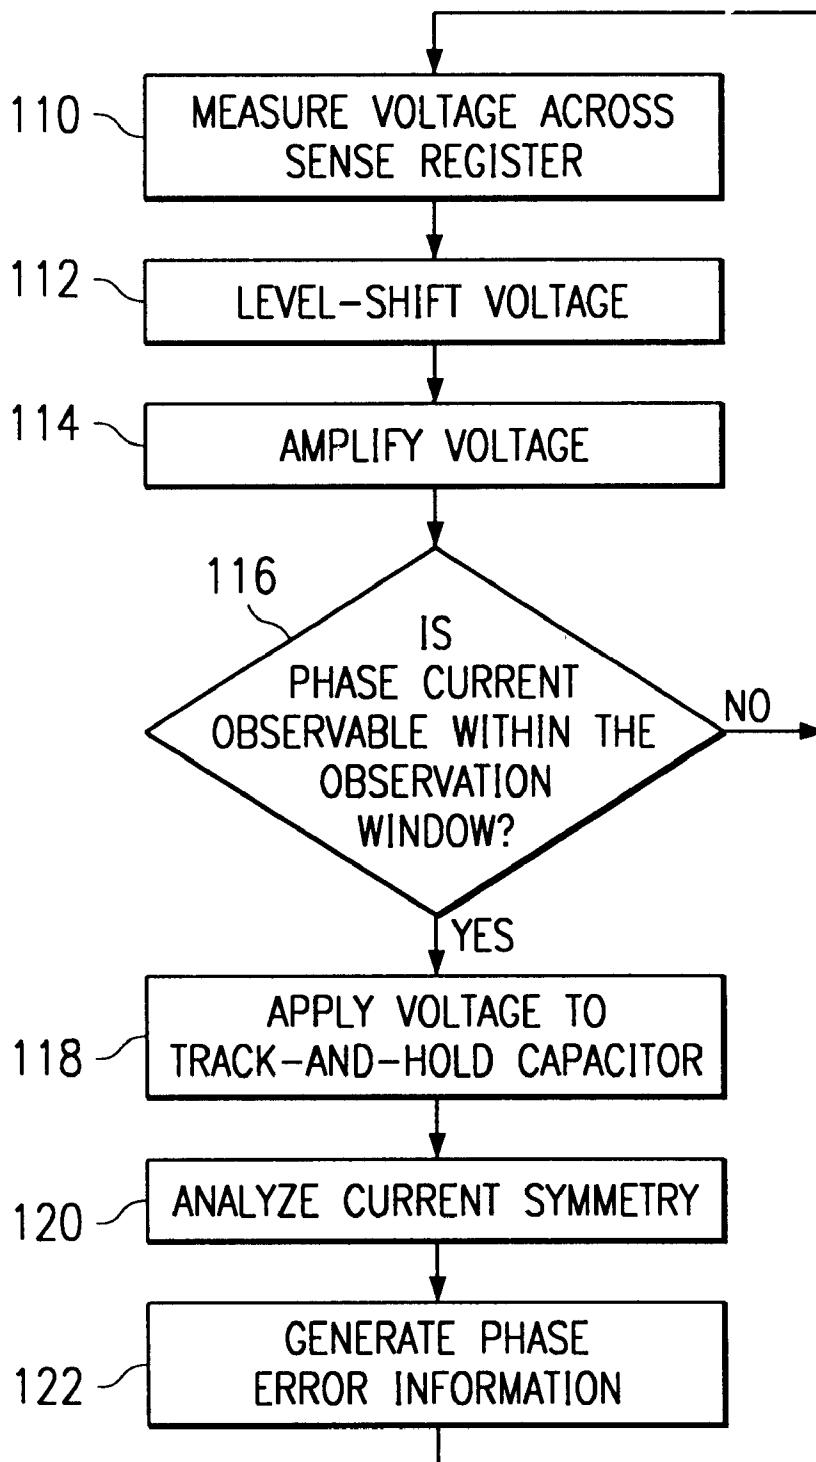 110
MEASURE VOLTAGE ACROSS
SENSE REGISTER
112
LEVEL-SHIFT VOLTAGE
114
AMPLIFY VOLTAGE
116
IS
PHASE CURRENT
OBSERVABLE WITHIN THE
OBSERVATION
WINDOW?
NO
YES
118
APPLY VOLTAGE TO
TRACK-AND-HOLD CAPACITOR
120
ANALYZE CURRENT SYMMETRY
122
GENERATE PHASE
ERROR INFORMATION